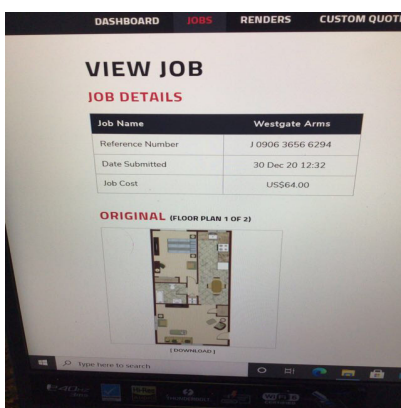 DASHBOARD JOBS RENDERS CUSTOM QUOT
VIEW JOB
JOB DETAILS
Job Name Westgate Arms
Reference Number J 0906 3656 6294
Date Submitted 30 Dec 20 12:32
Job Cost US$64.00
ORIGINAL (FLOOR PLAN 1 OF 2)
[ DOWNLOAD ]
Type here to search